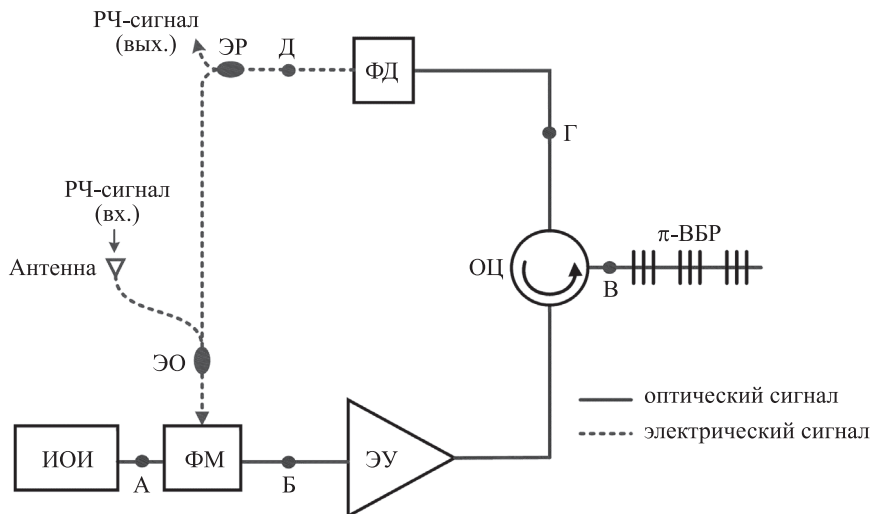 РЧ-сигнал
(вых.)
ЭР
Д
ФД
Г
РЧ-сигнал
(вх.)
Антенна
π-ВБР
ОЦ
В
ЭО
оптический сигнал
электрический сигнал
ИОИ
А
ФМ
Б
ЭУ